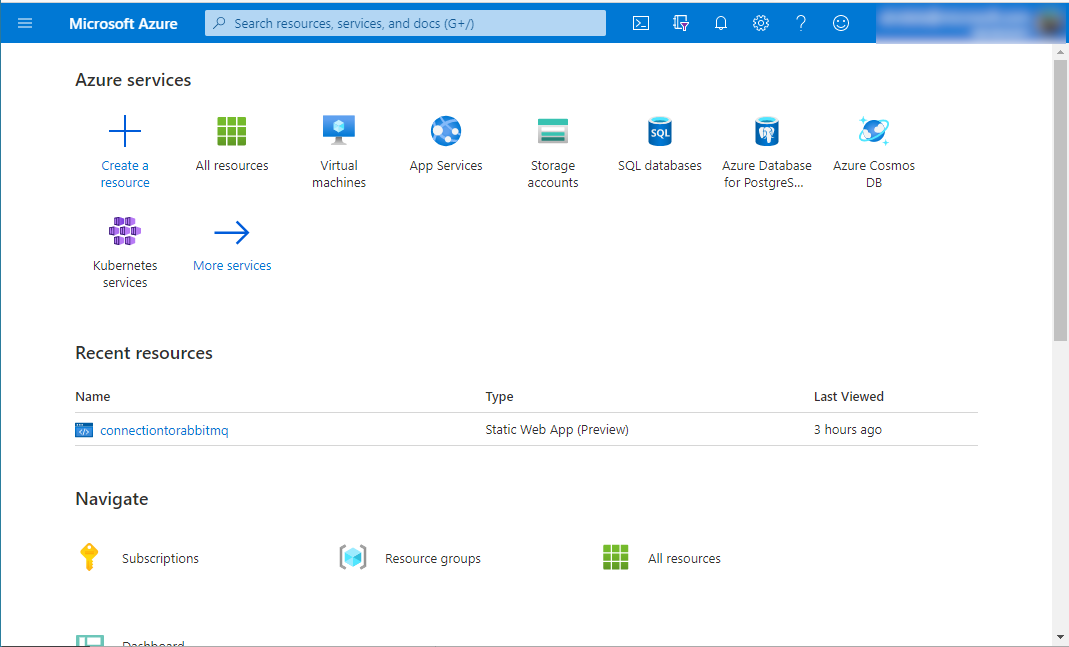 Microsoft Azure
Search resources, services, and docs (G+/)
Azure services
Create a
resource
All resources
Virtual
machines
App Services
Storage
accounts
SQL
SQL databases
Azure Database
for PostgreS...
Azure Cosmos
DB
Kubernetes
services
More services
Recent resources
Name Type Last Viewed
connectiontorabbitmq Static Web App (Preview) 3 hours ago
Navigate
Subscriptions Resource groups All resources
Dashboard